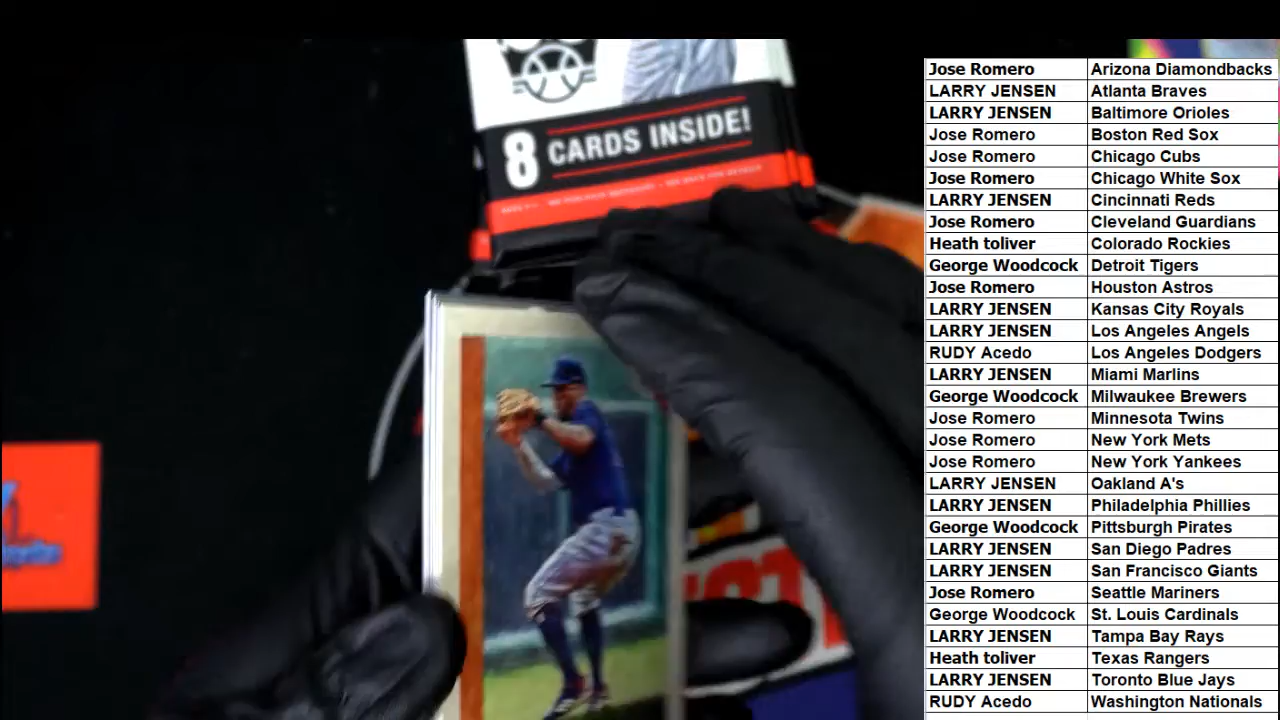 8 CARDS INSIDE!
Jose Romero Arizona Diamondbacks
LARRY JENSEN Atlanta Braves
LARRY JENSEN Baltimore Orioles
Jose Romero Boston Red Sox
Jose Romero Chicago Cubs
Jose Romero Chicago White Sox
LARRY JENSEN Cincinnati Reds
Jose Romero Cleveland Guardians
Heath toliver Colorado Rockies
George Woodcock Detroit Tigers
Jose Romero Houston Astros
LARRY JENSEN Kansas City Royals
LARRY JENSEN Los Angeles Angels
RUDY Acedo Los Angeles Dodgers
LARRY JENSEN Miami Marlins
George Woodcock Milwaukee Brewers
Jose Romero Minnesota Twins
Jose Romero New York Mets
Jose Romero New York Yankees
LARRY JENSEN Oakland A's
LARRY JENSEN Philadelphia Phillies
George Woodcock Pittsburgh Pirates
LARRY JENSEN San Diego Padres
LARRY JENSEN San Francisco Giants
Jose Romero Seattle Mariners
George Woodcock St. Louis Cardinals
LARRY JENSEN Tampa Bay Rays
Heath toliver Texas Rangers
LARRY JENSEN Toronto Blue Jays
RUDY Acedo Washington Nationals